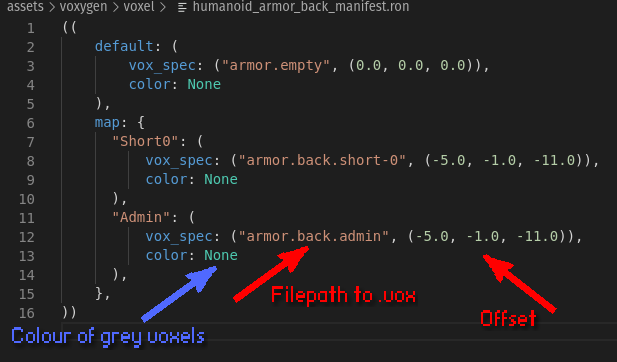 assets > voxygen > voxel > humanoid_armor_back_manifest.ron
1 ((
2 default: (
3 vox_spec: ("armor.empty", (0.0, 0.0, 0.0)),
4 color: None
5 ),
6 map: {
7 "Short0": (
8 vox_spec: ("armor.back.short-0", (-5.0, -1.0, -11.0)),
9 color: None
10 ),
11 "Admin": (
12 vox_spec: ("armor.back.admin", (-5.0, -1.0, -11.0)),
13 color: None
14 ),
15 },
16 ))
Filepath to .vox
Offset
Colour of grey voxels